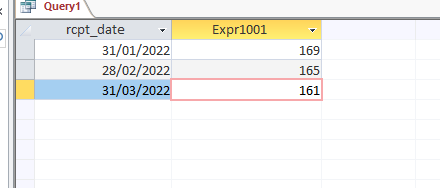 Query1
rcpt_date Expr1001
31/01/2022 169
28/02/2022 165
31/03/2022 161